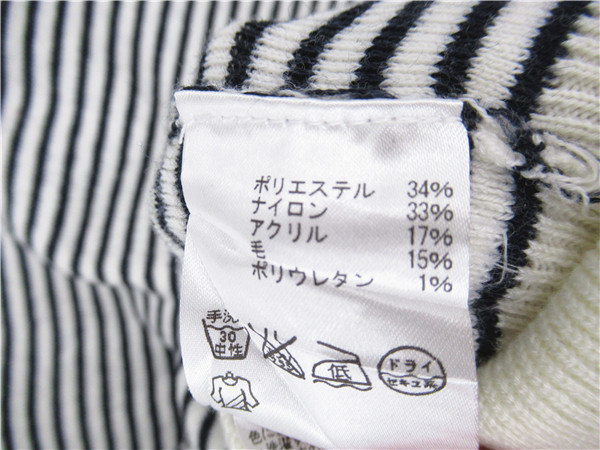 ポリエステル 34%
ナイロン 33%
アクリル 17%
毛 15%
ポリウレタン 1%
手洗
30
中性
低
ドライ
セキユ系